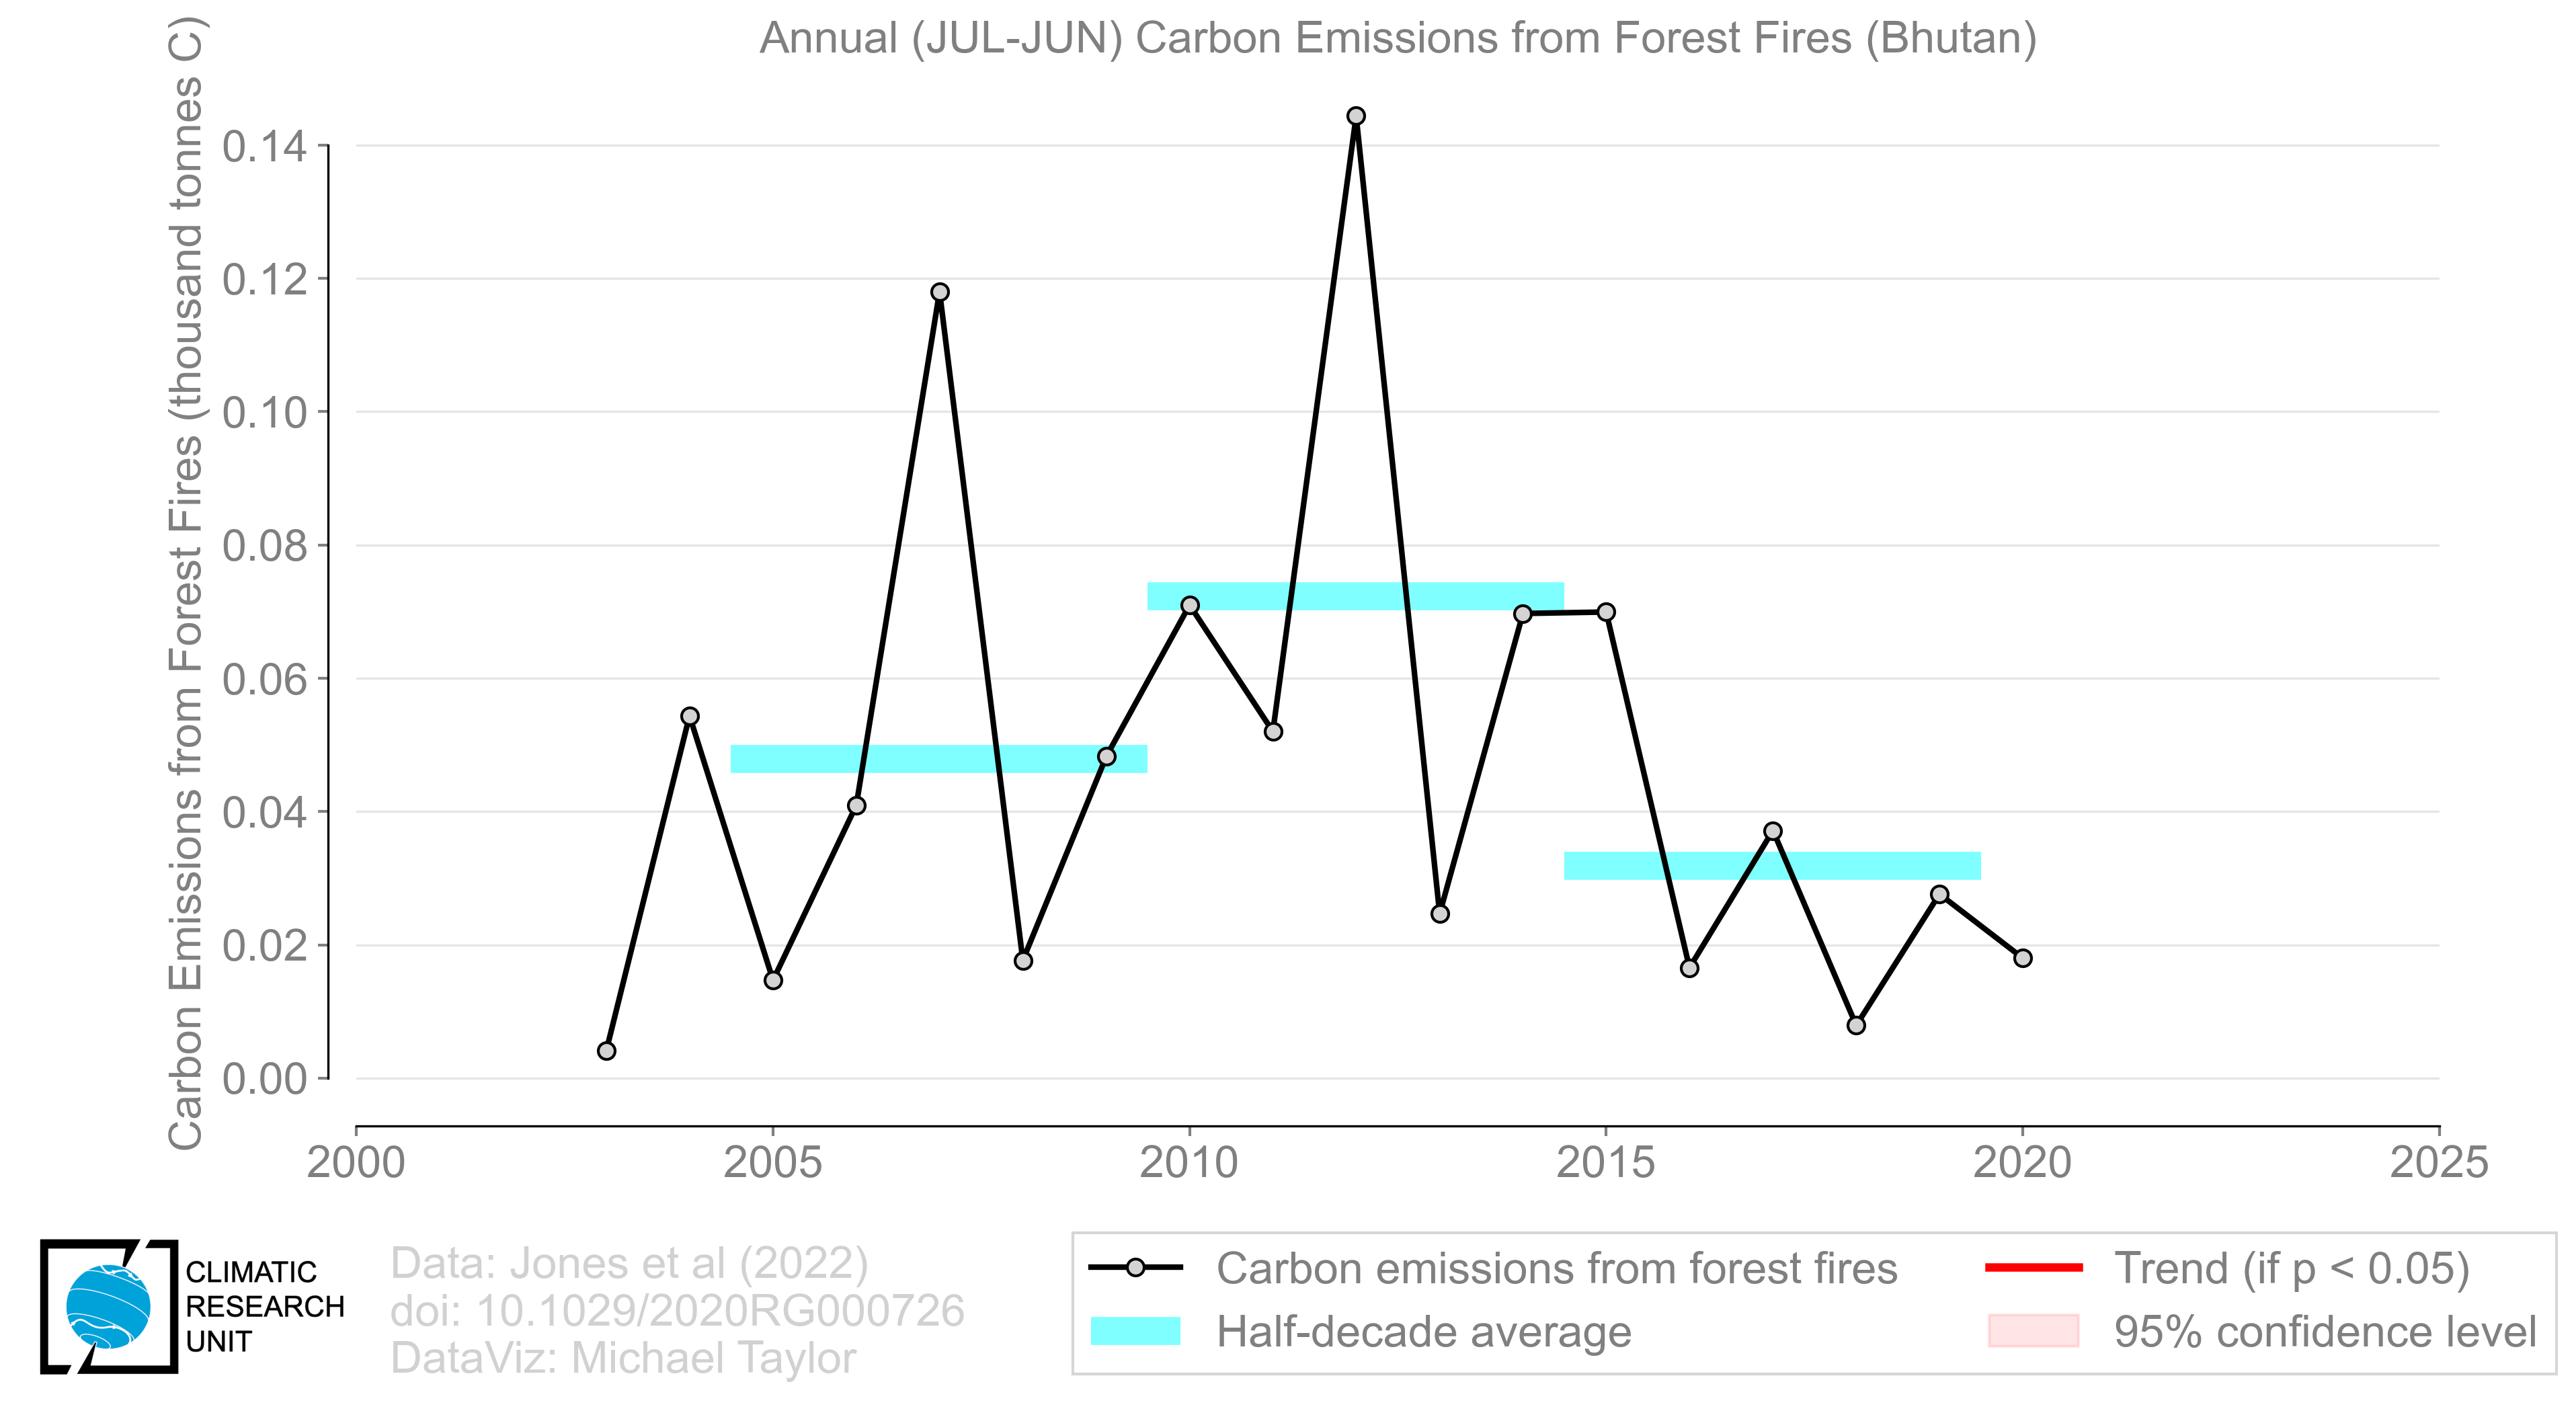 Annual (JUL-JUN) Carbon Emissions from Forest Fires (Bhutan)
Carbon Emissions from Forest Fires (thousand tonnes C)
0.14
0.12
0.10
0.08
0.06
0.04
0.02
0.00
2000 2005 2010 2015 2020 2025
CLIMATIC
RESEARCH
UNIT
Data: Jones et al (2022)
doi: 10.1029/2020RG000726
DataViz: Michael Taylor
Carbon emissions from forest fires
Half-decade average
Trend (if p < 0.05)
95% confidence level